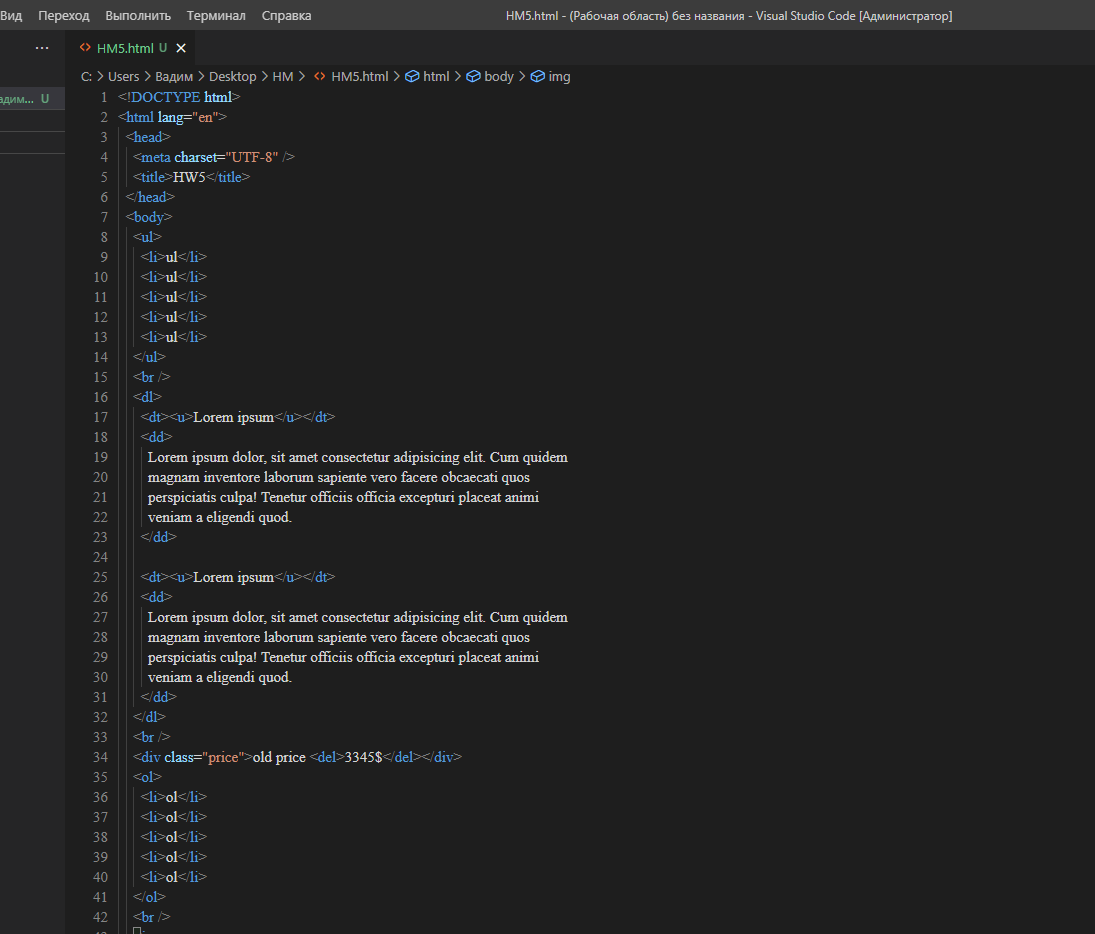 Вид Переход Выполнить Терминал Справка HM5.html - (Рабочая область) без названия - Visual Studio Code [Администратор]
... HM5.html U ×
C: > Users > Вадим > Desktop > HM > HM5.html > html > body > img
адим... U
1 <!DOCTYPE html>
2 <html lang="en">
3 <head>
4 <meta charset="UTF-8" />
5 <title>HW5</title>
6 </head>
7 <body>
8 <ul>
9 <li>ul</li>
10 <li>ul</li>
11 <li>ul</li>
12 <li>ul</li>
13 <li>ul</li>
14 </ul>
15 <br />
16 <dl>
17 <dt><u>Lorem ipsum</u></dt>
18 <dd>
19 Lorem ipsum dolor, sit amet consectetur adipisicing elit. Cum quidem
20 magnam inventore laborum sapiente vero facere obcaecati quos
21 perspiciatis culpa! Tenetur officiis officia excepturi placeat animi
22 veniam a eligendi quod.
23 </dd>
24
25 <dt><u>Lorem ipsum</u></dt>
26 <dd>
27 Lorem ipsum dolor, sit amet consectetur adipisicing elit. Cum quidem
28 magnam inventore laborum sapiente vero facere obcaecati quos
29 perspiciatis culpa! Tenetur officiis officia excepturi placeat animi
30 veniam a eligendi quod.
31 </dd>
32 </dl>
33 <br />
34 <div class="price">old price <del>3345$</del></div>
35 <ol>
36 <li>ol</li>
37 <li>ol</li>
38 <li>ol</li>
39 <li>ol</li>
40 <li>ol</li>
41 </ol>
42 <br />